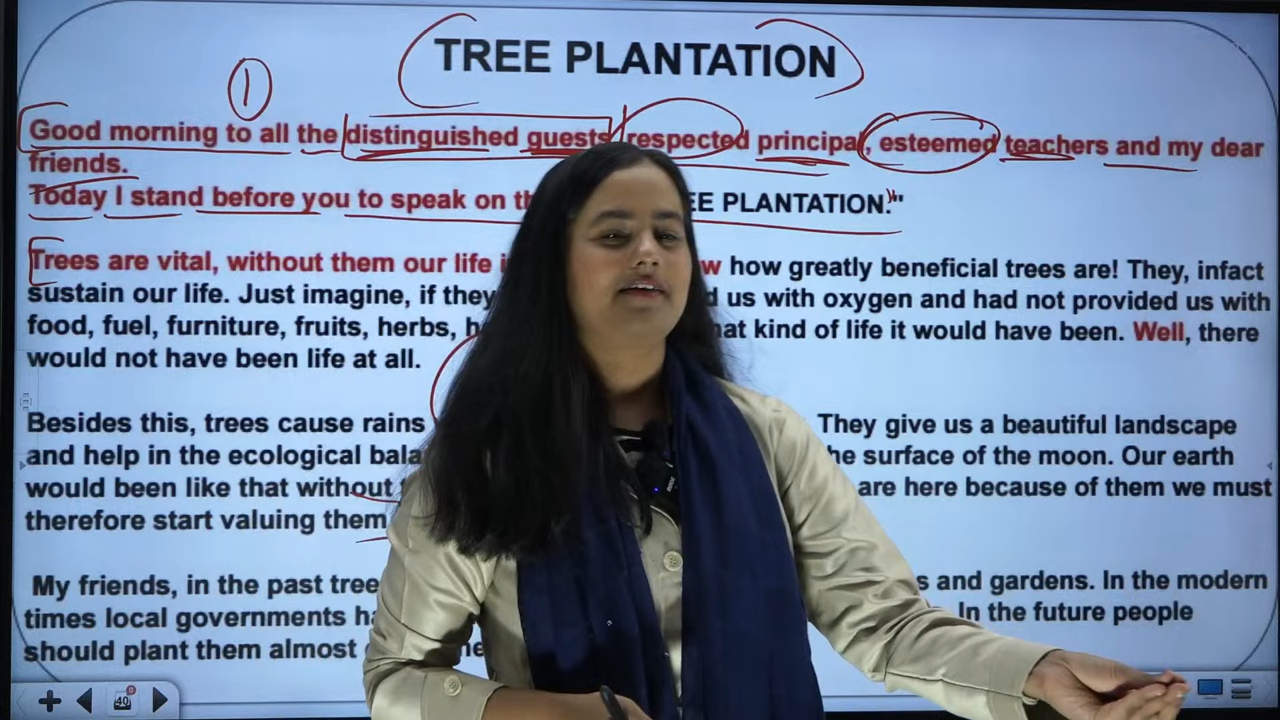 TREE PLANTATION
1
Good morning to all the distinguished guests, respected principal, esteemed teachers and my dear
friends.
Today I stand before you to speak on EE PLANTATION."
Trees are vital, without them our life how greatly beneficial trees are! They, infact
sustain our life. Just imagine, if they us with oxygen and had not provided us with
food, fuel, furniture, fruits, herbs, kind of life it would have been. Well, there
would not have been life at all.
Besides this, trees cause rains They give us a beautiful landscape
and help in the ecological surface of the moon. Our earth
would been like that without are here because of them we must
therefore start valuing them
My friends, in the past and gardens. In the modern
times local governments In the future people
should plant them almost
40